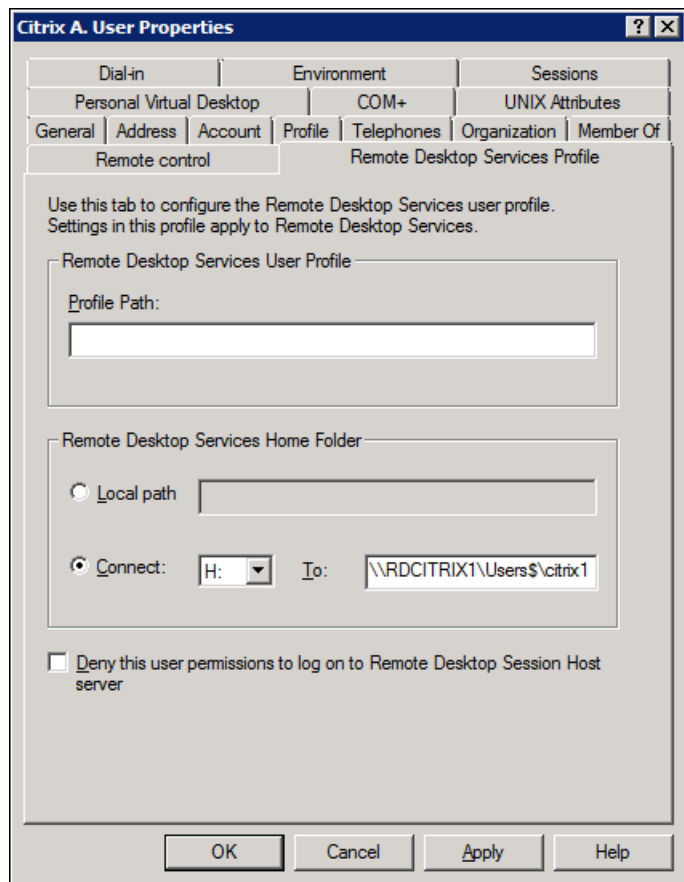 Citrix A. User Properties
Dial-in Environment Sessions
Personal Virtual Desktop COM+ UNIX Attributes
General Address Account Profile Telephones Organization Member Of
Remote control Remote Desktop Services Profile
Use this tab to configure the Remote Desktop Services user profile.
Settings in this profile apply to Remote Desktop Services.
Remote Desktop Services User Profile
Profile Path:
Remote Desktop Services Home Folder
Local path
Connect: H: To: \\RDCITRIX1\Users$\citrix1
Deny this user permissions to log on to Remote Desktop Session Host
server
OK Cancel Apply Help